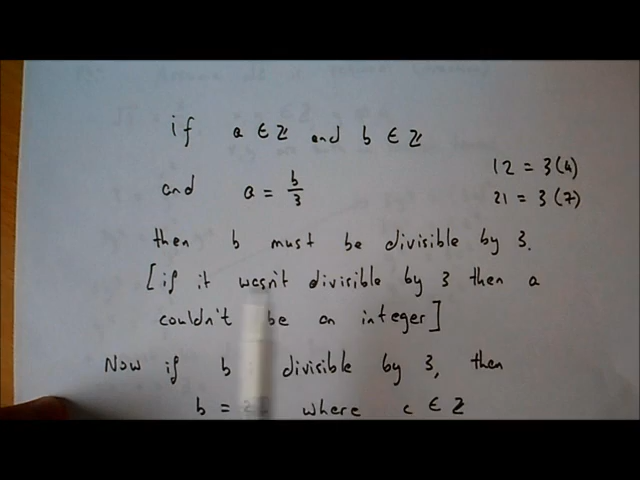 if a ∈ ℤ and b ∈ ℤ
12 = 3(4)
and a = b/3
21 = 3(7)
then b must be divisible by 3.
[if it wasn't divisible by 3 then a
couldn't be an integer]
Now if b divisible by 3, then
b = where c ∈ ℤ